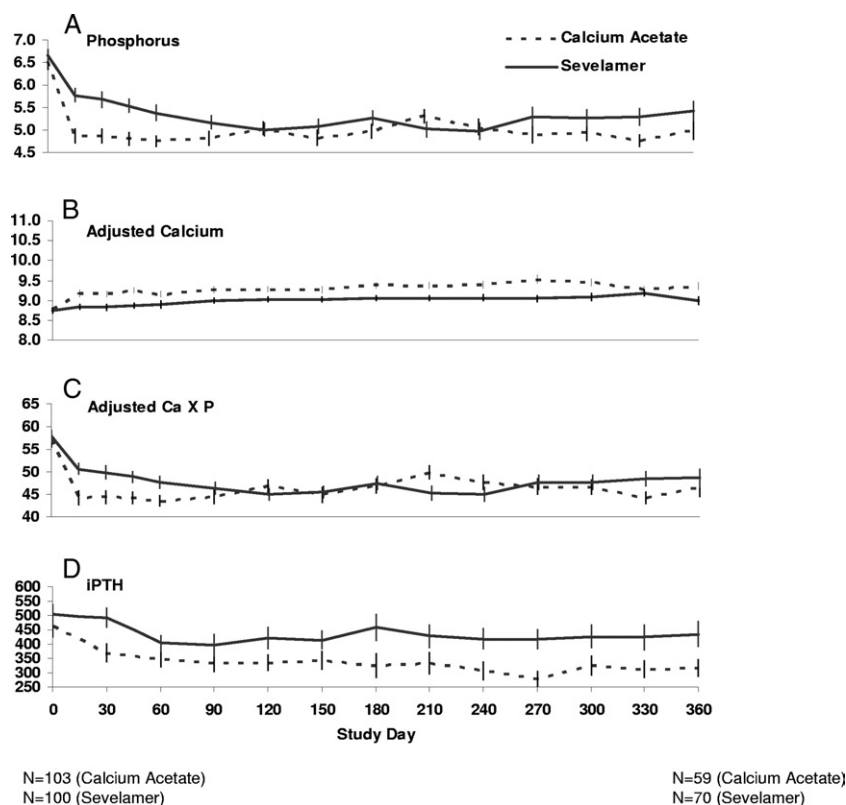 A
Phosphorus
Calcium Acetate
Sevelamer
7.0
6.5
6.0
5.5
5.0
4.5
B
Adjusted Calcium
11.0
10.5
10.0
9.5
9.0
8.5
8.0
C
Adjusted Ca X P
65
60
55
50
45
40
D
iPTH
600
550
500
450
400
350
300
250
0 30 60 90 120 150 180 210 240 270 300 330 360
Study Day
N=103 (Calcium Acetate)
N=100 (Sevelamer)
N=59 (Calcium Acetate)
N=70 (Sevelamer)